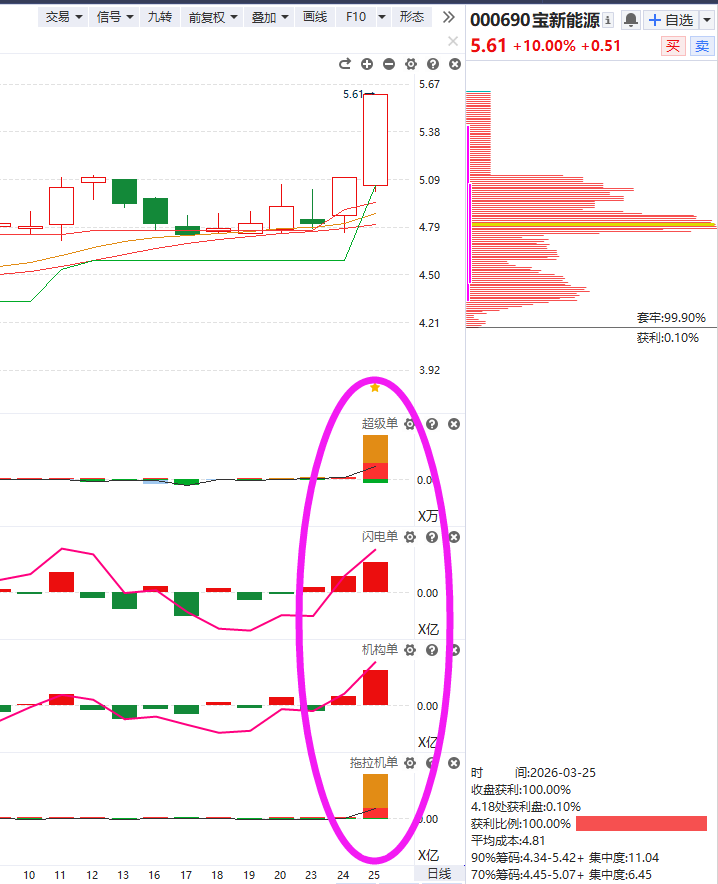 交易 信号 九转 前复权 叠加 画线 F10 形态
000690宝新能源 自选
5.61 +10.00% +0.51 买 卖
5.61
5.67
5.38
5.09
4.79
4.50
4.21
3.92
套牢:99.90%
获利:0.10%
超级单
0.00
X万
闪电单
0.00
X亿
机构单
0.00
X亿
拖拉机单
0.00
X亿
10 11 12 13 16 17 18 19 20 23 24 25 日线
时 间:2026-03-25
收盘获利:100.00%
4.18处获利盘:0.10%
获利比例:100.00%
平均成本:4.81
90%筹码:4.34-5.42+ 集中度:11.04
70%筹码:4.45-5.07+ 集中度:6.45